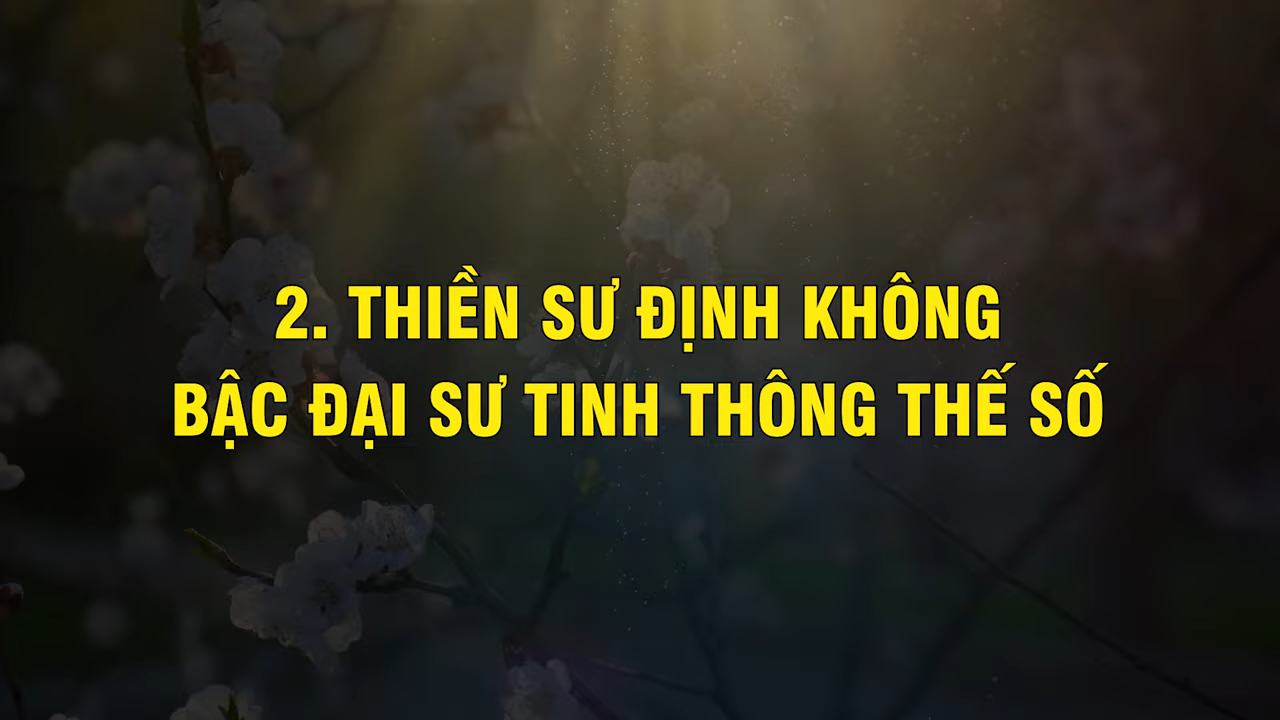 2. THIỀN SƯ ĐỊNH KHÔNG
BẬC ĐẠI SƯ TINH THÔNG THẾ SỐ